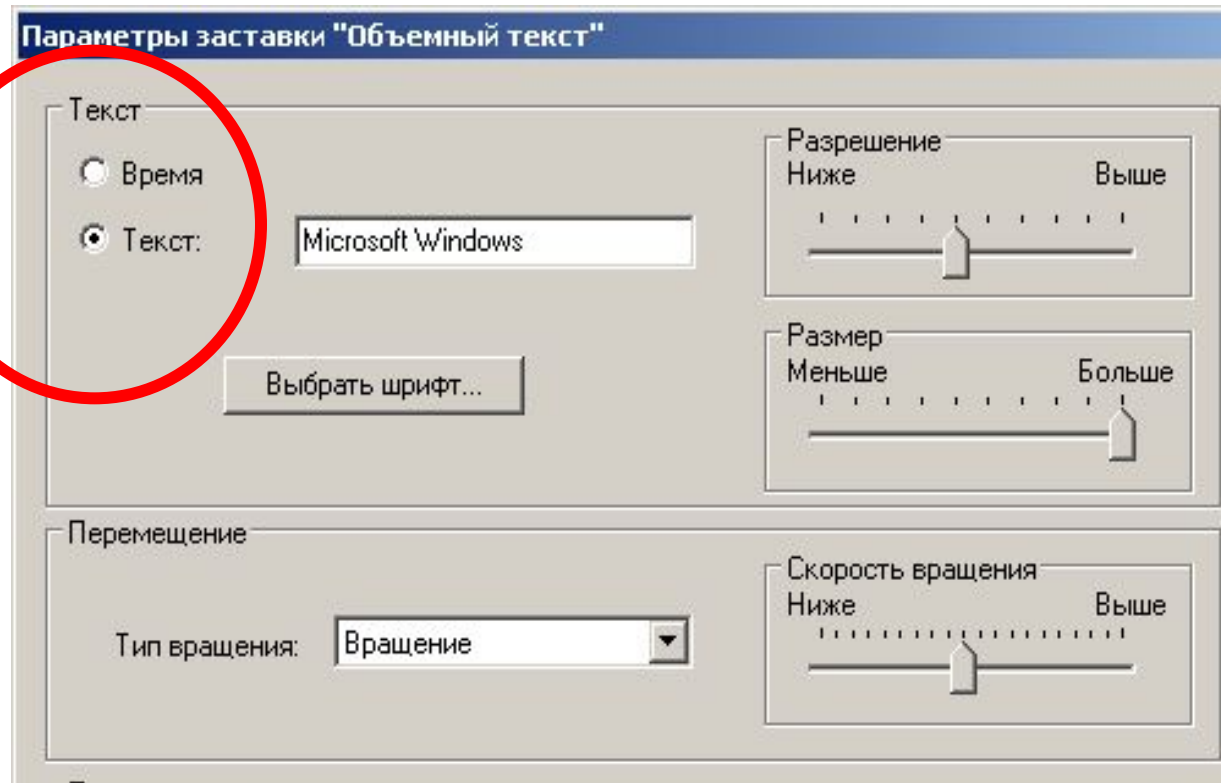 Параметры заставки "Объемный текст"
Текст
Время
Текст:
Microsoft Windows
Выбрать шрифт...
Разрешение
Ниже Выше
Размер
Меньше Больше
Перемещение
Тип вращения:
Вращение
Скорость вращения
Ниже Выше